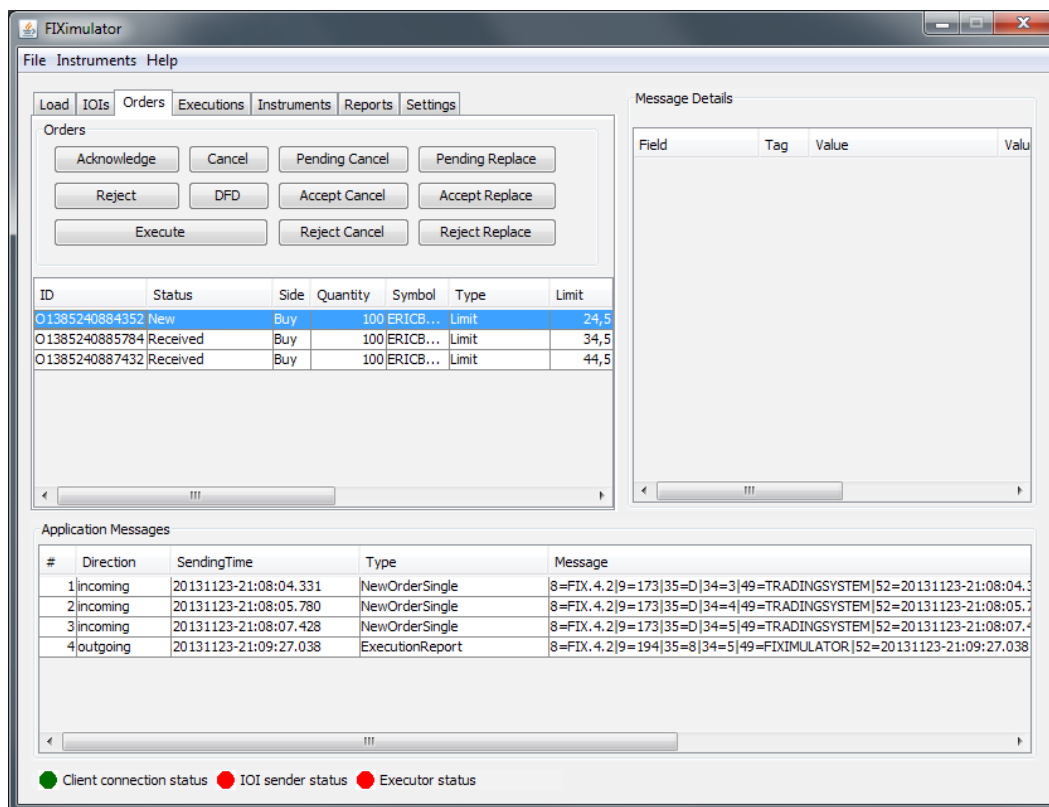 FIXimulator
File Instruments Help
Load IOIs Orders Executions Instruments Reports Settings
Orders
Acknowledge Cancel Pending Cancel Pending Replace
Reject DFD Accept Cancel Accept Replace
Execute Reject Cancel Reject Replace
ID Status Side Quantity Symbol Type Limit
O1385240884352 New Buy 100 ERICB... Limit 24,5
O1385240885784 Received Buy 100 ERICB... Limit 34,5
O1385240887432 Received Buy 100 ERICB... Limit 44,5
Message Details
Field Tag Value Valu
Application Messages
# Direction SendingTime Type Message
1 incoming 20131123-21:08:04.331 NewOrderSingle 8=FIX.4.2|9=173|35=D|34=3|49=TRADINGSYSTEM|52=20131123-21:08:04.3
2 incoming 20131123-21:08:05.780 NewOrderSingle 8=FIX.4.2|9=173|35=D|34=4|49=TRADINGSYSTEM|52=20131123-21:08:05.7
3 incoming 20131123-21:08:07.428 NewOrderSingle 8=FIX.4.2|9=173|35=D|34=5|49=TRADINGSYSTEM|52=20131123-21:08:07.4
4 outgoing 20131123-21:09:27.038 ExecutionReport 8=FIX.4.2|9=194|35=8|34=5|49=FIXIMULATOR|52=20131123-21:09:27.038
Client connection status IOI sender status Executor status